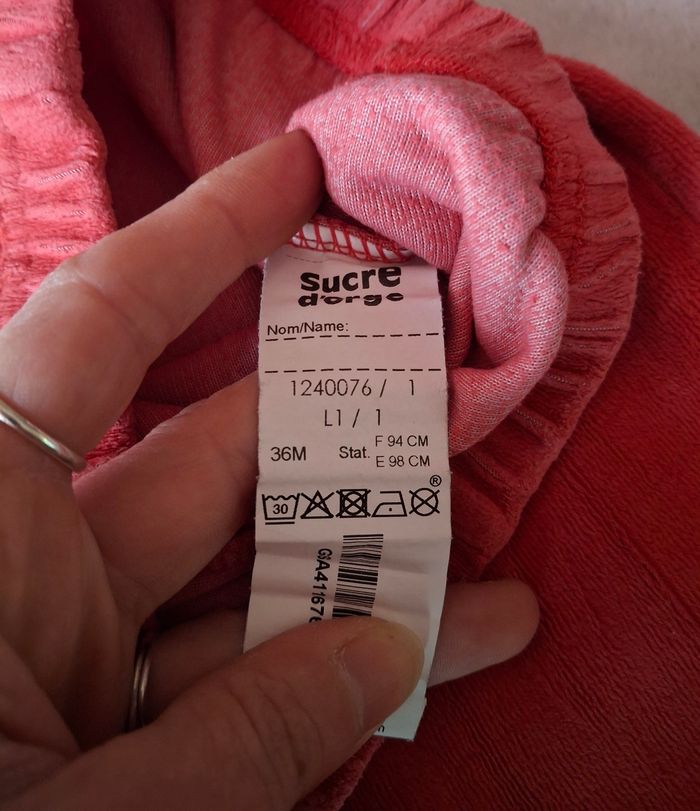 sucre
d'orge
Nom/Name:
1240076 / 1
L1 / 1
36M Stat. F 94 CM
E 98 CM
®
30